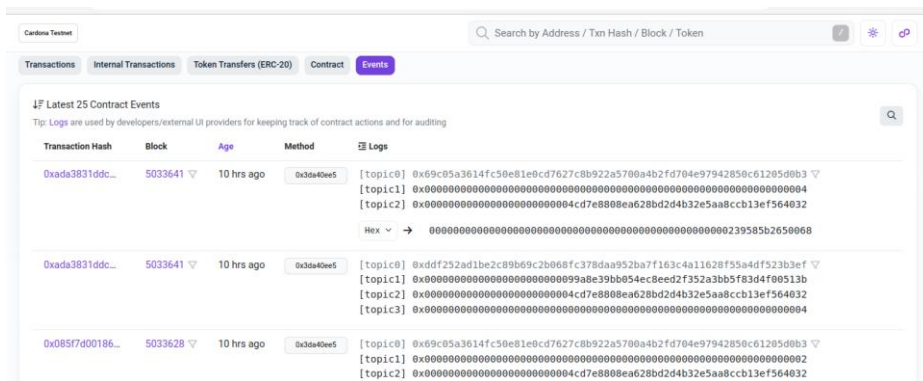 Cardona Testnet
Search by Address / Txn Hash / Block / Token
/
Transactions Internal Transactions Token Transfers (ERC-20) Contract Events
Latest 25 Contract Events
Tip: Logs are used by developers/external UI providers for keeping track of contract actions and for auditing
Transaction Hash Block Age Method Logs
0xada3831ddc... 5033641 10 hrs ago 0x3da40ee5 [topic0] 0x69c05a3614fc50e81e0cd7627c8b922a5700a4b2fd704e97942850c61205d0b3
[topic1] 0x0000000000000000000000000000000000000000000000000000000000000004
[topic2] 0x0000000000000000000000004cd7e8808ea628bd2d4b32e5aa8ccb13ef564032
Hex → 000000000000000000000000000000000000000000000000000239585b2650068
0xada3831ddc... 5033641 10 hrs ago 0x3da40ee5 [topic0] 0xddf252ad1be2c89b69c2b068fc378daa952ba7f163c4a11628f55a4df523b3ef
[topic1] 0x000000000000000000000000099a8e39bb054ec8eed2f352a3bb5f83d4f00513b
[topic2] 0x0000000000000000000000004cd7e8808ea628bd2d4b32e5aa8ccb13ef564032
[topic3] 0x0000000000000000000000000000000000000000000000000000000000000004
0x085f7d00186... 5033628 10 hrs ago 0x3da40ee5 [topic0] 0x69c05a3614fc50e81e0cd7627c8b922a5700a4b2fd704e97942850c61205d0b3
[topic1] 0x0000000000000000000000000000000000000000000000000000000000000002
[topic2] 0x0000000000000000000000004cd7e8808ea628bd2d4b32e5aa8ccb13ef564032